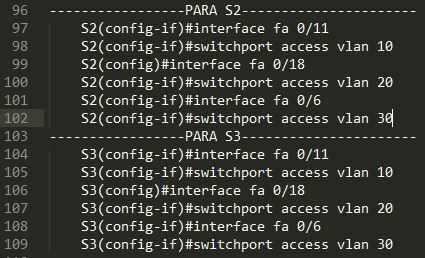 96 -----------------PARA S2----------------------
97 S2(config-if)#interface fa 0/11
98 S2(config-if)#switchport access vlan 10
99 S2(config)#interface fa 0/18
100 S2(config-if)#switchport access vlan 20
101 S2(config-if)#interface fa 0/6
102 S2(config-if)#switchport access vlan 30
103 -----------------PARA S3----------------------
104 S3(config-if)#interface fa 0/11
105 S3(config-if)#switchport access vlan 10
106 S3(config)#interface fa 0/18
107 S3(config-if)#switchport access vlan 20
108 S3(config-if)#interface fa 0/6
109 S3(config-if)#switchport access vlan 30